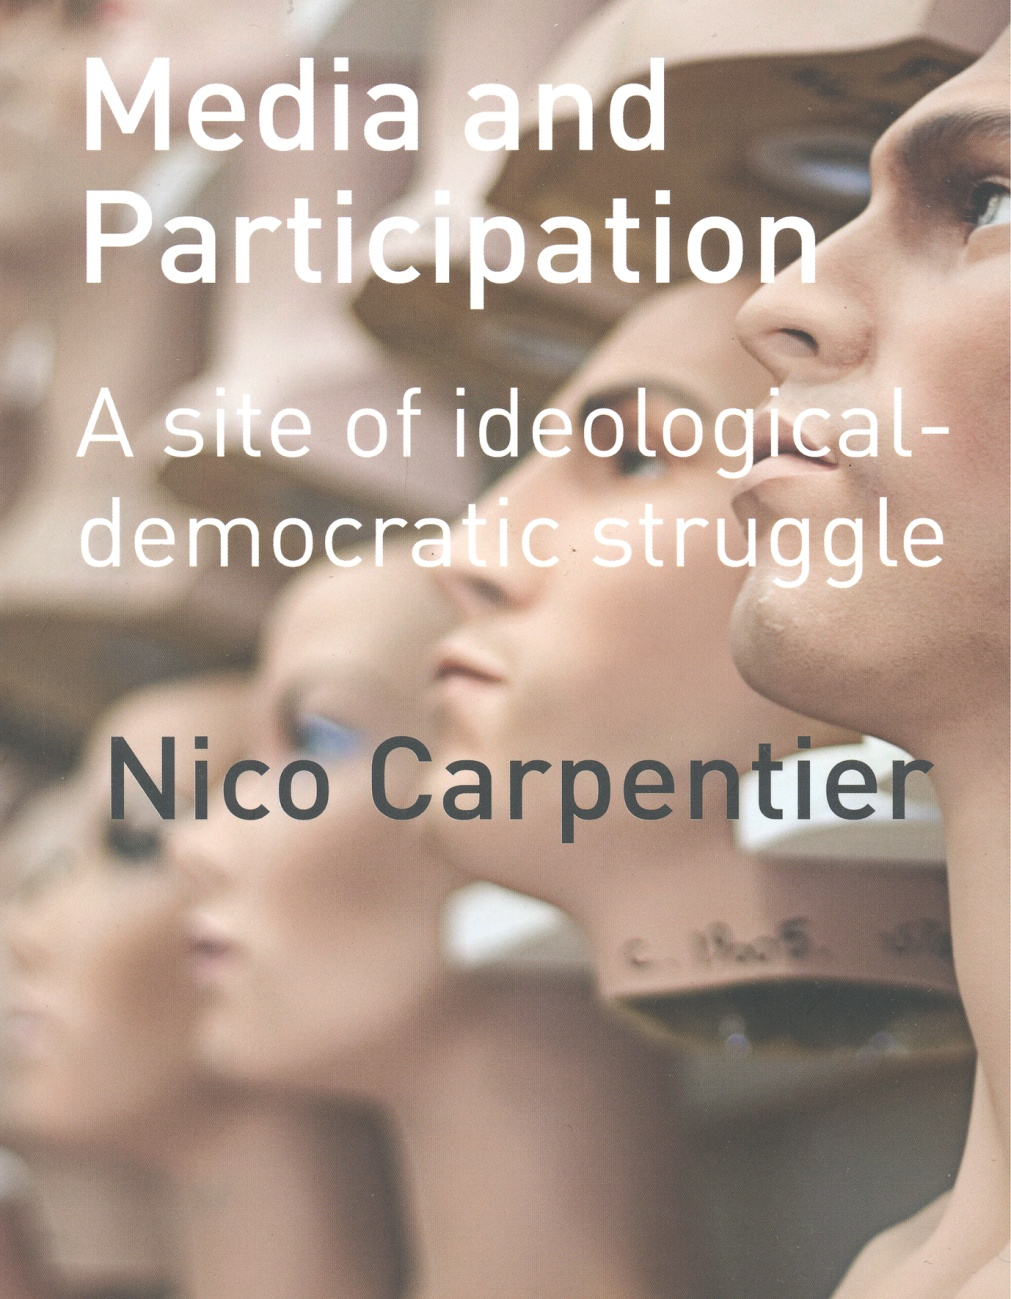 Media and
Participation
A site of ideological-
democratic struggle
Nico Carpentier